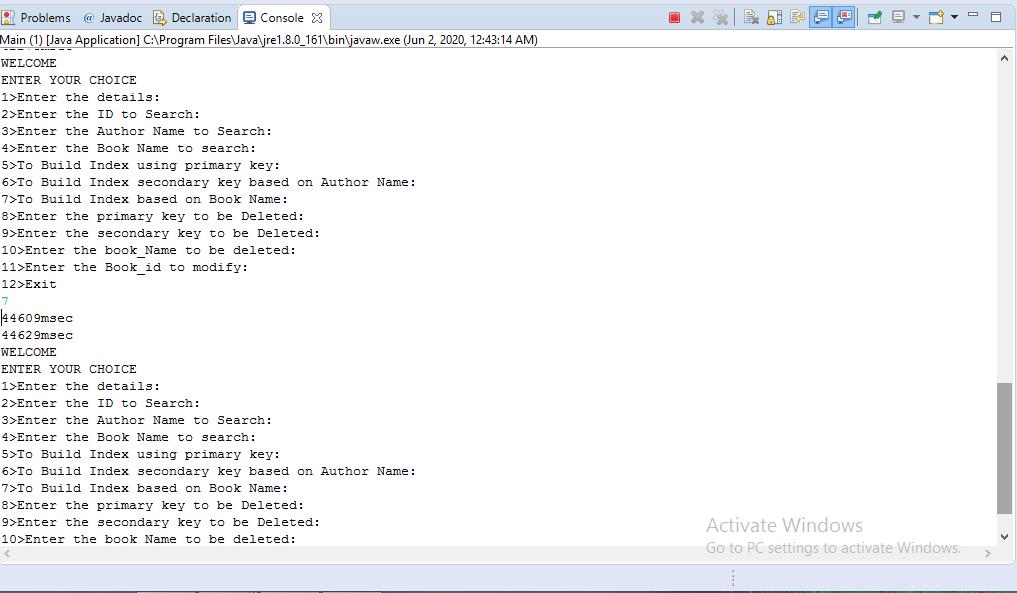 Problems @ Javadoc Declaration Console
Main (1) [Java Application] C:\Program Files\Java\jre1.8.0_161\bin\javaw.exe (Jun 2, 2020, 12:43:14 AM)
WELCOME
ENTER YOUR CHOICE
1>Enter the details:
2>Enter the ID to Search:
3>Enter the Author Name to Search:
4>Enter the Book Name to search:
5>To Build Index using primary key:
6>To Build Index secondary key based on Author Name:
7>To Build Index based on Book Name:
8>Enter the primary key to be Deleted:
9>Enter the secondary key to be Deleted:
10>Enter the book_Name to be deleted:
11>Enter the Book_id to modify:
12>Exit
7
44609msec
44629msec
WELCOME
ENTER YOUR CHOICE
1>Enter the details:
2>Enter the ID to Search:
3>Enter the Author Name to Search:
4>Enter the Book Name to search:
5>To Build Index using primary key:
6>To Build Index secondary key based on Author Name:
7>To Build Index based on Book Name:
8>Enter the primary key to be Deleted:
9>Enter the secondary key to be Deleted:
10>Enter the book Name to be deleted:
Activate Windows
Go to PC settings to activate Windows.